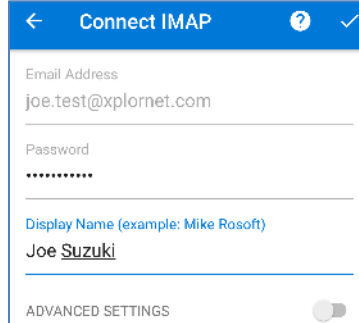 Connect IMAP
Email Address
joe.test@xplornet.com
Password
•••••••••••
Display Name (example: Mike Rosoft)
Joe Suzuki
ADVANCED SETTINGS